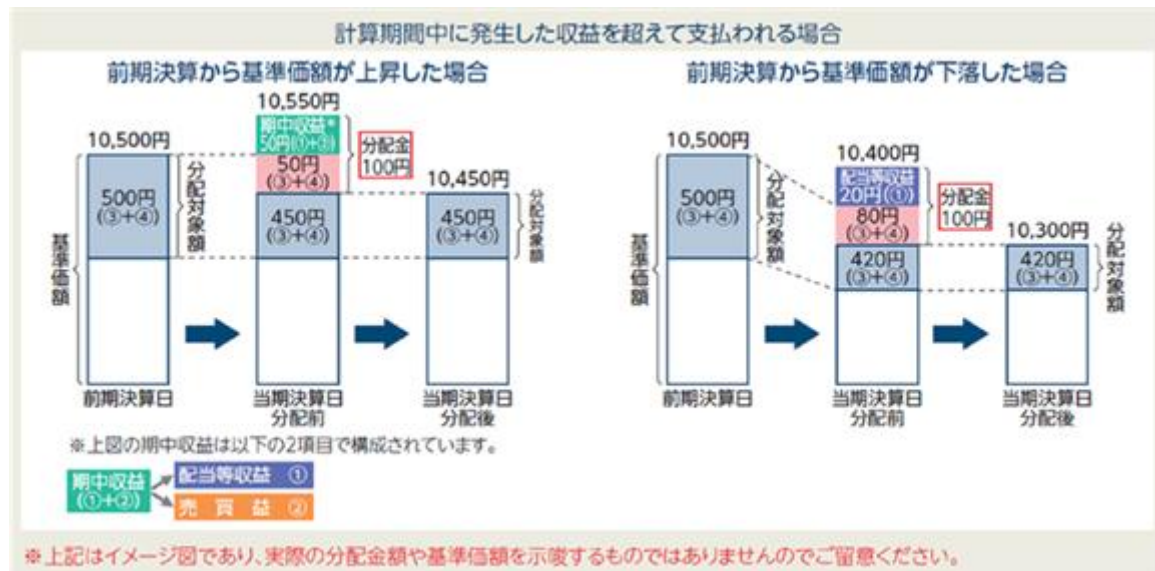 計算期間中に発生した収益を超えて支払われる場合
前期決算から基準価額が上昇した場合
10,550円
10,500円
期中収益※
50円(①+②)
分配金
100円
50円
(③+④)
10,450円
500円
(③+④)
分配対象額
450円
(③+④)
450円
(③+④)
分配対象額
基準価額
前期決算日
当期決算日
分配前
当期決算日
分配後
※上図の期中収益は以下の2項目で構成されています。
期中収益
(①+②)
配当等収益 ①
売買益 ②
前期決算から基準価額が下落した場合
10,500円
10,400円
配当等収益
20円(①)
分配金
100円
500円
(③+④)
分配対象額
80円
(③+④)
10,300円
420円
(③+④)
420円
(③+④)
分配対象額
基準価額
前期決算日
当期決算日
分配前
当期決算日
分配後
※上記はイメージ図であり、実際の分配金額や基準価額を示唆するものではありませんのでご留意ください。